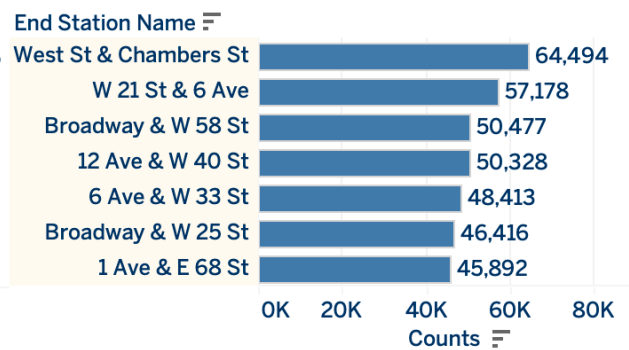 End Station Name
West St & Chambers St 64,494
W 21 St & 6 Ave 57,178
Broadway & W 58 St 50,477
12 Ave & W 40 St 50,328
6 Ave & W 33 St 48,413
Broadway & W 25 St 46,416
1 Ave & E 68 St 45,892
0K 20K 40K 60K 80K
Counts